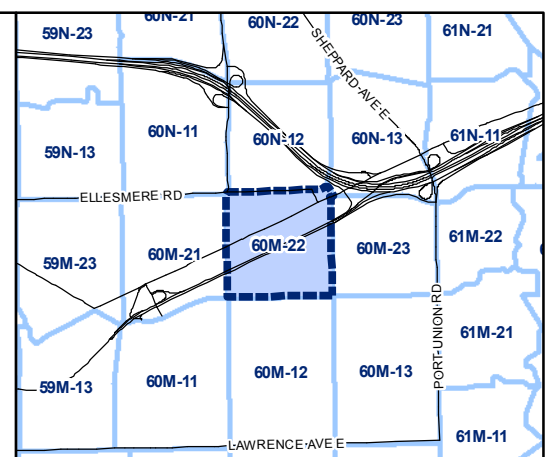 59N-23
60N-21
60N-22
60N-23
61N-21
SHEPPARD AVE E
59N-13
60N-11
60N-12
60N-13
61N-11
ELLESMERE RD
59M-23
60M-21
60M-22
60M-23
61M-22
PORT UNION RD
61M-21
59M-13
60M-11
60M-12
60M-13
61M-11
LAWRENCE AVE E